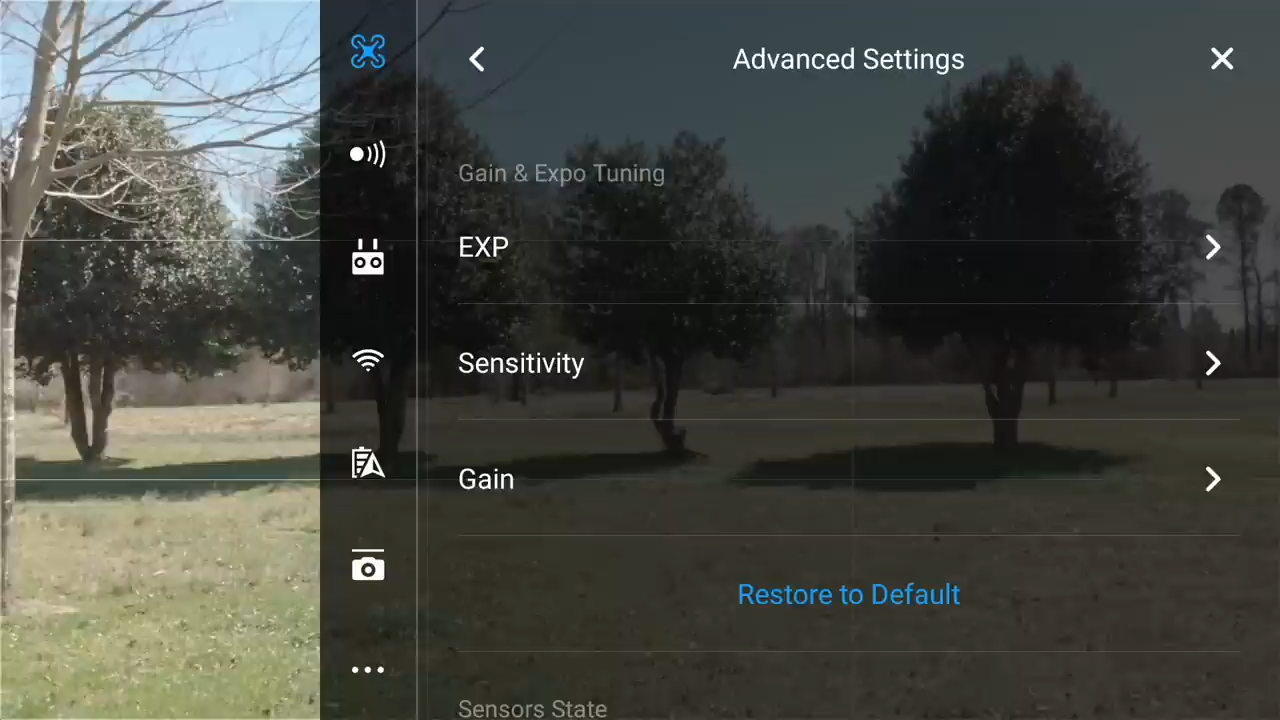 Advanced Settings
Gain & Expo Tuning
EXP
Sensitivity
Gain
Restore to Default
Sensors State